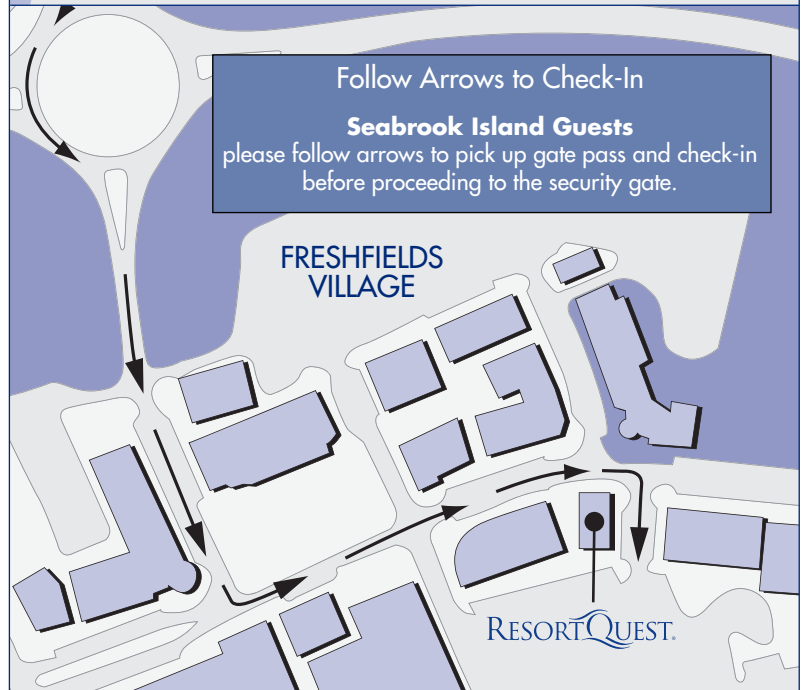 Follow Arrows to Check-In
Seabrook Island Guests
please follow arrows to pick up gate pass and check-in
before proceeding to the security gate.
FRESHFIELDS
VILLAGE
RESORTQUEST.